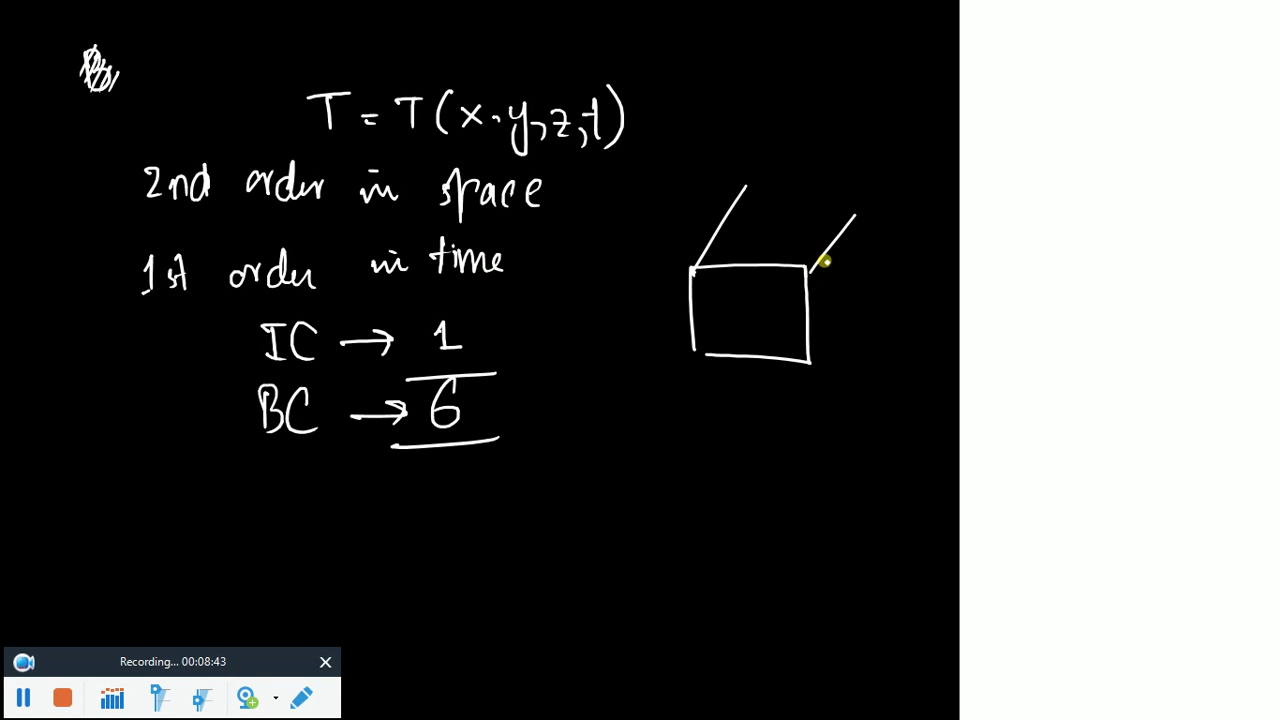 T = T(x, y, z, t)
2nd order in space
1st order in time
IC → 1
BC → 6
Recording... 00:08:43